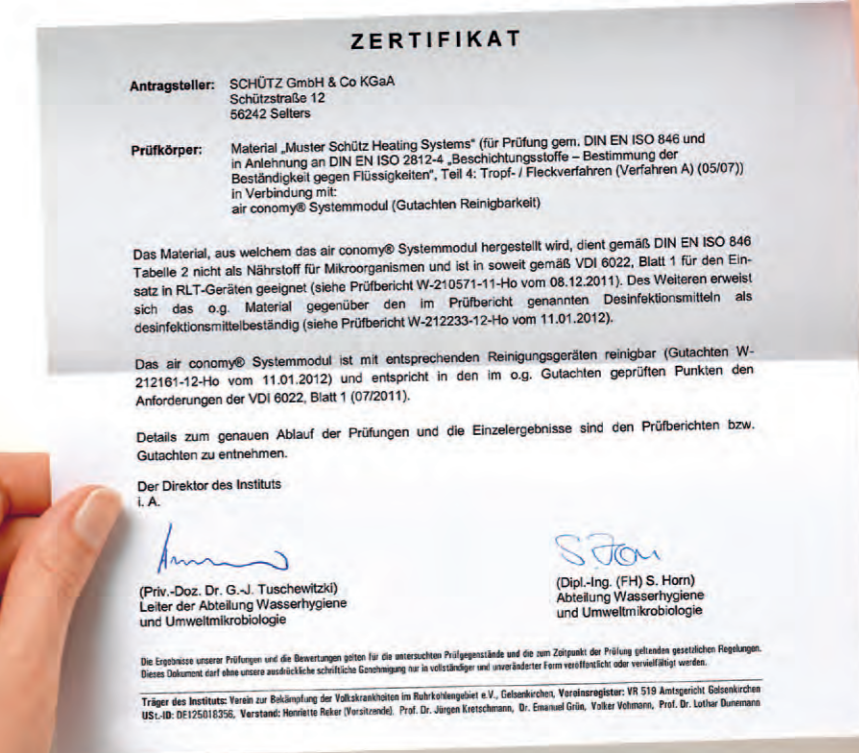 ZERTIFIKAT
Antragsteller: SCHÜTZ GmbH & Co KGaA
Schützstraße 12
56242 Selters
Prüfkörper: Material „Muster Schütz Heating Systems“ (für Prüfung gem. DIN EN ISO 846 und
in Anlehnung an DIN EN ISO 2812-4 „Beschichtungsstoffe – Bestimmung der
Beständigkeit gegen Flüssigkeiten“, Teil 4: Tropf- / Fleckverfahren (Verfahren A) (05/07))
in Verbindung mit:
air conomy® Systemmodul (Gutachten Reinigbarkeit)
Das Material, aus welchem das air conomy® Systemmodul hergestellt wird, dient gemäß DIN EN ISO 846
Tabelle 2 nicht als Nährstoff für Mikroorganismen und ist in soweit gemäß VDI 6022, Blatt 1 für den Ein-
satz in RLT-Geräten geeignet (siehe Prüfbericht W-210571-11-Ho vom 08.12.2011). Des Weiteren erweist
sich das o.g. Material gegenüber den im Prüfbericht genannten Desinfektionsmitteln als
desinfektionsmittelbeständig (siehe Prüfbericht W-212233-12-Ho vom 11.01.2012).
Das air conomy® Systemmodul ist mit entsprechenden Reinigungsgeräten reinigbar (Gutachten W-
212161-12-Ho vom 11.01.2012) und entspricht in den im o.g. Gutachten geprüften Punkten den
Anforderungen der VDI 6022, Blatt 1 (07/2011).
Details zum genauen Ablauf der Prüfungen und die Einzelergebnisse sind den Prüfberichten bzw.
Gutachten zu entnehmen.
Der Direktor des Instituts
i. A.
(Priv.-Doz. Dr. G.-J. Tuschewitzki) (Dipl.-Ing. (FH) S. Horn)
Leiter der Abteilung Wasserhygiene Abteilung Wasserhygiene
und Umweltmikrobiologie und Umweltmikrobiologie
Die Ergebnisse unserer Prüfungen und die Bewertungen gelten für die untersuchten Prüfgegenstände und die zum Zeitpunkt der Prüfung geltenden gesetzlichen Regelungen.
Dieses Dokument darf ohne unsere ausdrückliche schriftliche Genehmigung nur in vollständiger und unveränderter Form veröffentlicht oder vervielfältigt werden.
Träger des Instituts: Verein zur Bekämpfung der Volkskrankheiten im Ruhrkohlengebiet e.V., Gelsenkirchen, Vereinsregister: VR 519 Amtsgericht Gelsenkirchen
USt.-ID: DE125018356, Vorstand: Henriette Reker (Vorsitzende), Prof. Dr. Jürgen Kretschmann, Dr. Emanuel Grün, Volker Vohmann, Prof. Dr. Lothar Dunemann